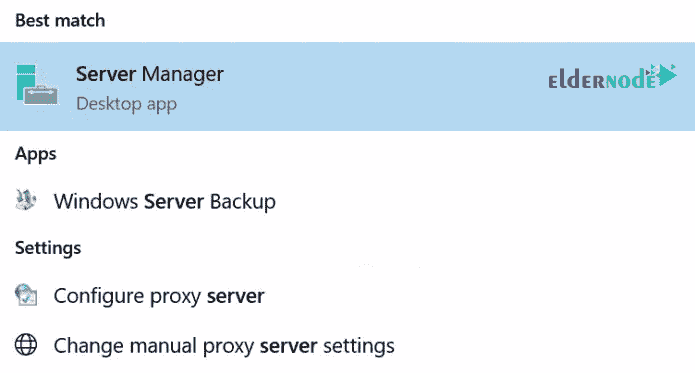 Best match
Server Manager
Desktop app
eldernode
Apps
Windows Server Backup
Settings
Configure proxy server
Change manual proxy server settings